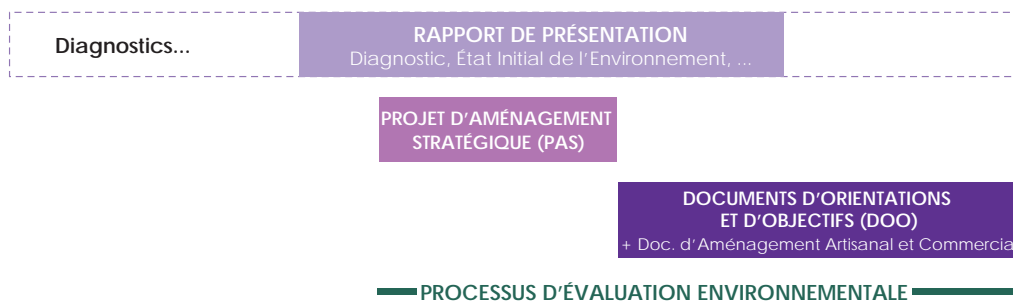 Diagnostics...
RAPPORT DE PRÉSENTATION
Diagnostic, État Initial de l'Environnement, ...
PROJET D'AMÉNAGEMENT
STRATÉGIQUE (PAS)
DOCUMENTS D'ORIENTATIONS
ET D'OBJECTIFS (DOO)
+ Doc. d'Aménagement Artisanal et Commercia
PROCESSUS D'ÉVALUATION ENVIRONNEMENTALE